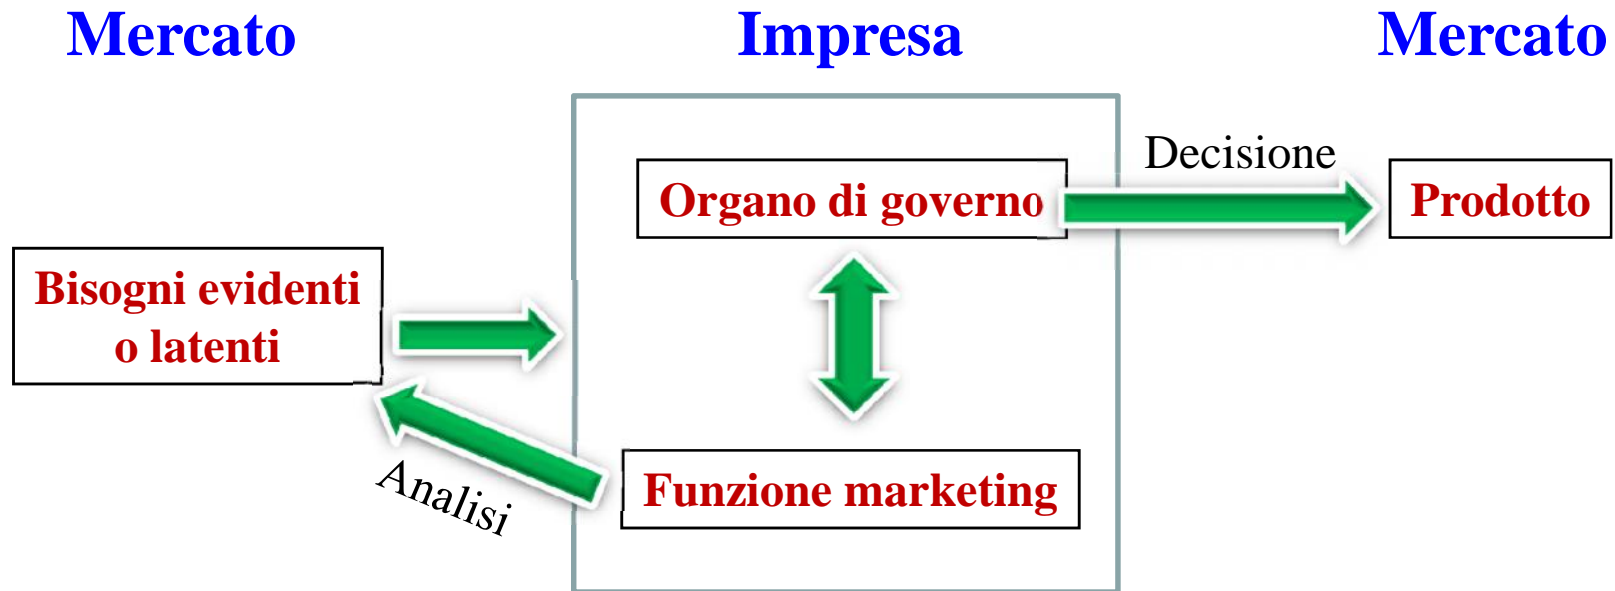 Mercato
Impresa
Mercato
Decisione
Organo di governo
Prodotto
Bisogni evidenti
o latenti
Analisi
Funzione marketing